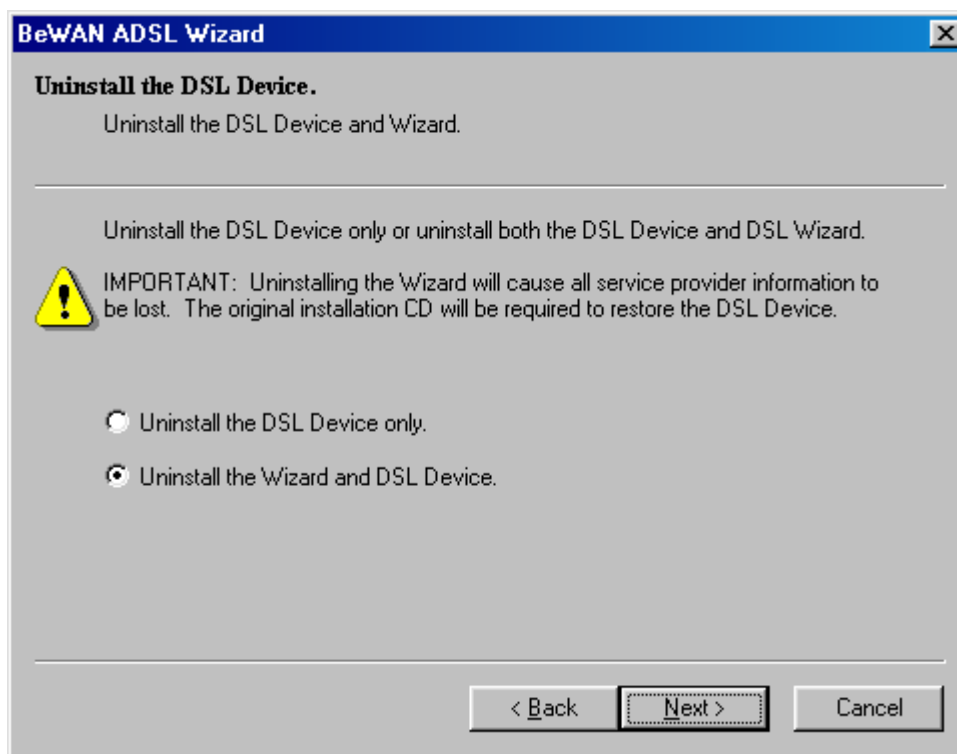 BeWAN ADSL Wizard
Uninstall the DSL Device.
Uninstall the DSL Device and Wizard.
Uninstall the DSL Device only or uninstall both the DSL Device and DSL Wizard.
IMPORTANT:  Uninstalling the Wizard will cause all service provider information to
be lost.  The original installation CD will be required to restore the DSL Device.
Uninstall the DSL Device only.
Uninstall the Wizard and DSL Device.
< Back
Next >
Cancel